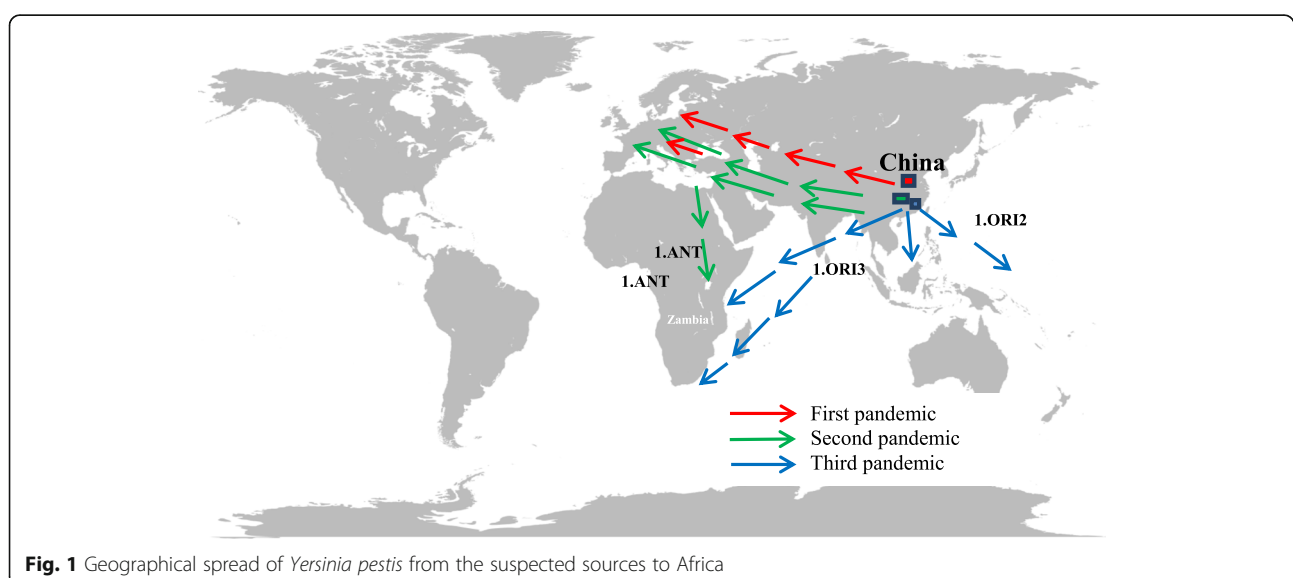 China
1.ORI2
1.ANT
1.ORI3
1.ANT
Zambia
First pandemic
Second pandemic
Third pandemic
Fig. 1 Geographical spread of Yersinia pestis from the suspected sources to Africa